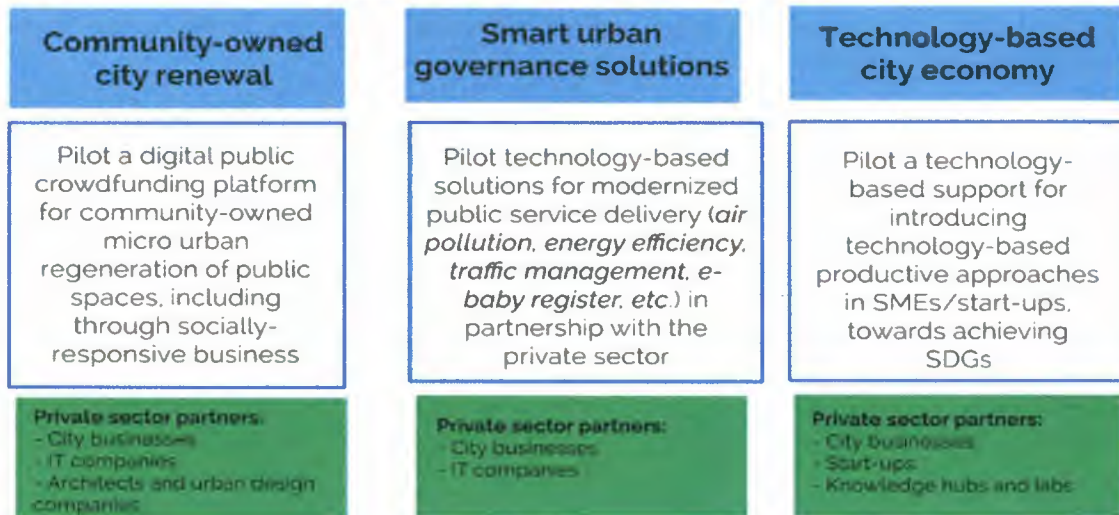 Community-owned
city renewal
Pilot a digital public
crowdfunding platform
for community-owned
micro urban
regeneration of public
spaces, including
through socially-
responsive business
Private sector partners:
- City businesses
- IT companies
- Architects and urban design
companies
Smart urban
governance solutions
Pilot technology-based
solutions for modernized
public service delivery (air
pollution, energy efficiency,
traffic management, e-
baby register, etc.) in
partnership with the
private sector
Private sector partners:
- City businesses
- IT companies
Technology-based
city economy
Pilot a technology-
based support for
introducing
technology-based
productive approaches
in SMEs/start-ups,
towards achieving
SDGs
Private sector partners:
- City businesses
- Start-ups
- Knowledge hubs and labs